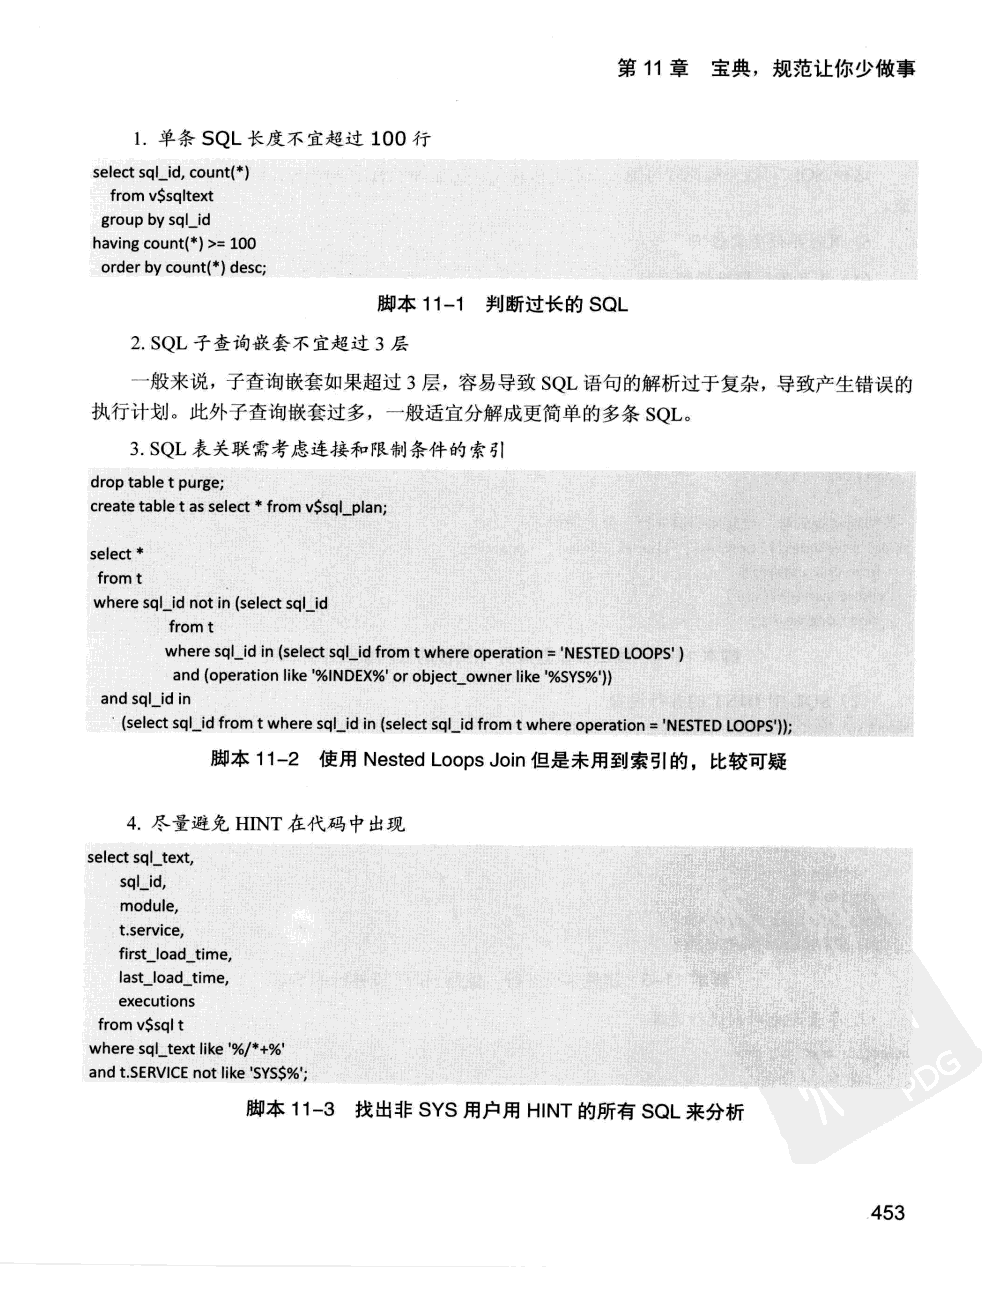 第 11 章 宝典，规范让你少做事
1. 单条 SQL 长度不宜超过 100 行
select sql_id, count(*)
from v$sqltext
group by sql_id
having count(*) >= 100
order by count(*) desc;
脚本 11-1 判断过长的 SQL
2. SQL 子查询嵌套不宜超过 3 层
一般来说，子查询嵌套如果超过 3 层，容易导致 SQL 语句的解析过于复杂，导致产生错误的
执行计划。此外子查询嵌套过多，一般适宜分解成更简单的多条 SQL。
3. SQL 表关联需考虑连接和限制条件的索引
drop table t purge;
create table t as select * from v$sql_plan;
select *
from t
where sql_id not in (select sql_id
from t
where sql_id in (select sql_id from t where operation = 'NESTED LOOPS' )
and (operation like '%INDEX%' or object_owner like '%SYS%'))
and sql_id in
(select sql_id from t where sql_id in (select sql_id from t where operation = 'NESTED LOOPS'));
脚本 11-2 使用 Nested Loops Join 但是未用到索引的，比较可疑
4. 尽量避免 HINT 在代码中出现
select sql_text,
sql_id,
module,
t.service,
first_load_time,
last_load_time,
executions
from v$sql t
where sql_text like '%/*+%'
and t.SERVICE not like 'SYS$%';
脚本 11-3 找出非 SYS 用户用 HINT 的所有 SQL 来分析
PDG
453